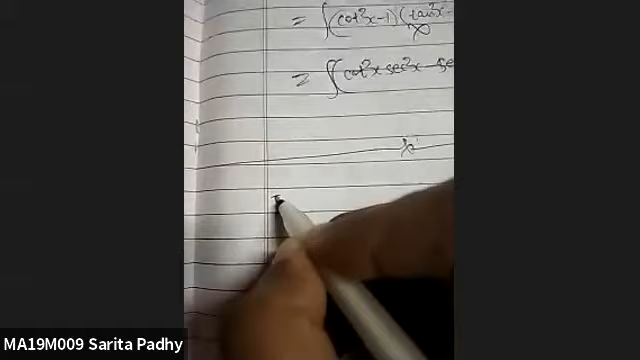 = ∫(cot²x-1)(tan²x-
= ∫(cot²x sec²x - se
MA19M009 Sarita Padhy